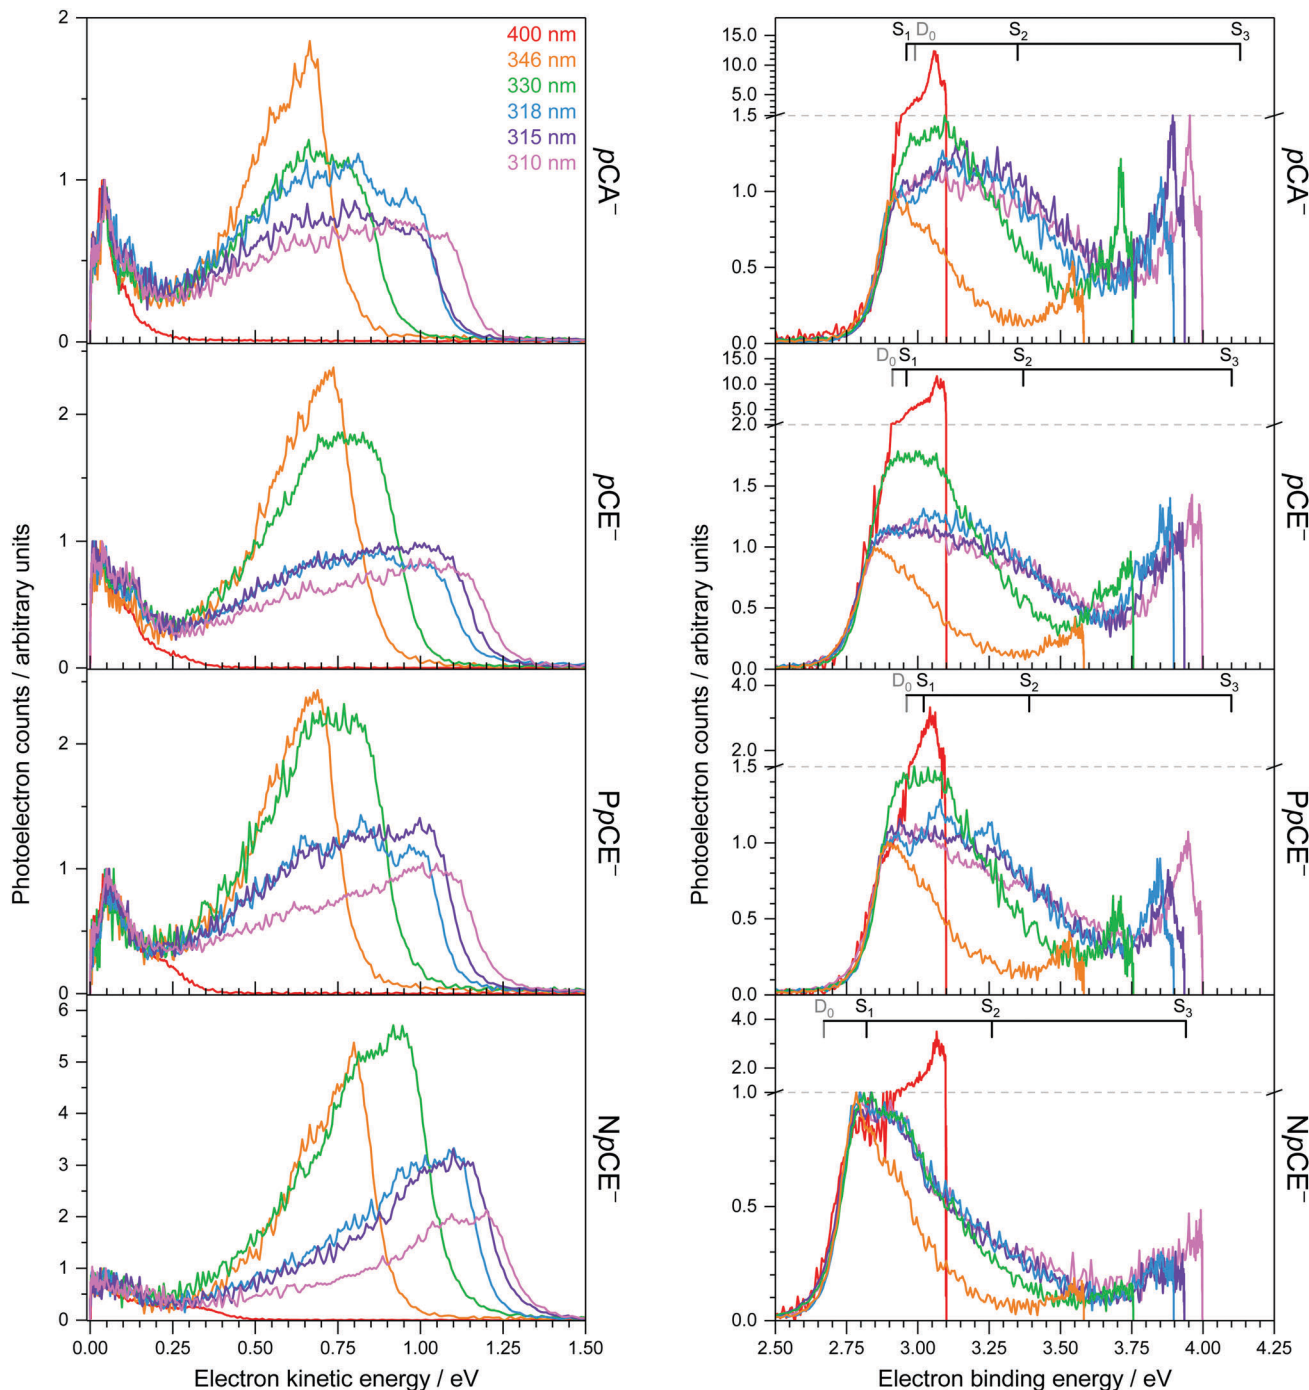 2
1
0
400 nm
346 nm
330 nm
318 nm
315 nm
310 nm
pCA⁻
2
1
0
pCE⁻
2
1
0
PpCE⁻
6
5
4
3
2
1
0
NpCE⁻
0.00 0.25 0.50 0.75 1.00 1.25 1.50
Electron kinetic energy / eV
Photoelectron counts / arbitrary units
S₁ D₀ S₂ S₃
15.0
10.0
5.0
1.5
1.0
0.5
0.0
pCA⁻
D₀ S₁ S₂ S₃
15.0
10.0
5.0
2.0
1.5
1.0
0.5
0.0
pCE⁻
D₀ S₁ S₂ S₃
4.0
2.0
1.5
1.0
0.5
0.0
PpCE⁻
D₀ S₁ S₂ S₃
4.0
2.0
1.0
0.5
0.0
NpCE⁻
2.50 2.75 3.00 3.25 3.50 3.75 4.00 4.25
Electron binding energy / eV
Photoelectron counts / arbitrary units